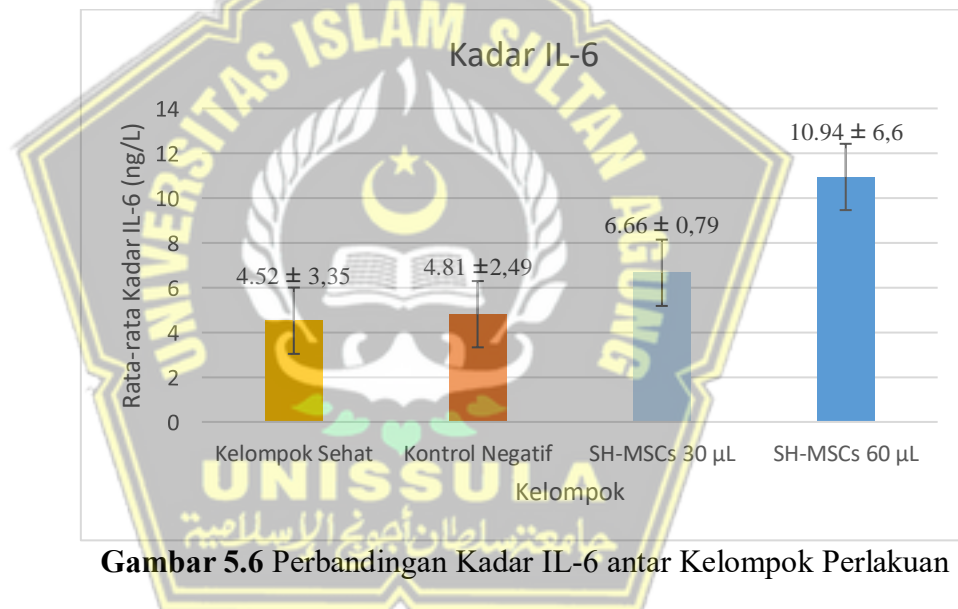 UNIVERSITAS ISLAM SULTAN AGUNG
Kadar IL-6
Rata-rata Kadar IL-6 (ng/L)
14
12
10
8
6
4
2
0
4.52 ± 3,35
4.81 ±2,49
6.66 ± 0,79
10.94 ± 6,6
Kelompok Sehat Kontrol Negatif SH-MSCs 30 µL SH-MSCs 60 µL
Kelompok
UNISSULA
جامعتسلطان أجونج الإسلامية
Gambar 5.6 Perbandingan Kadar IL-6 antar Kelompok Perlakuan